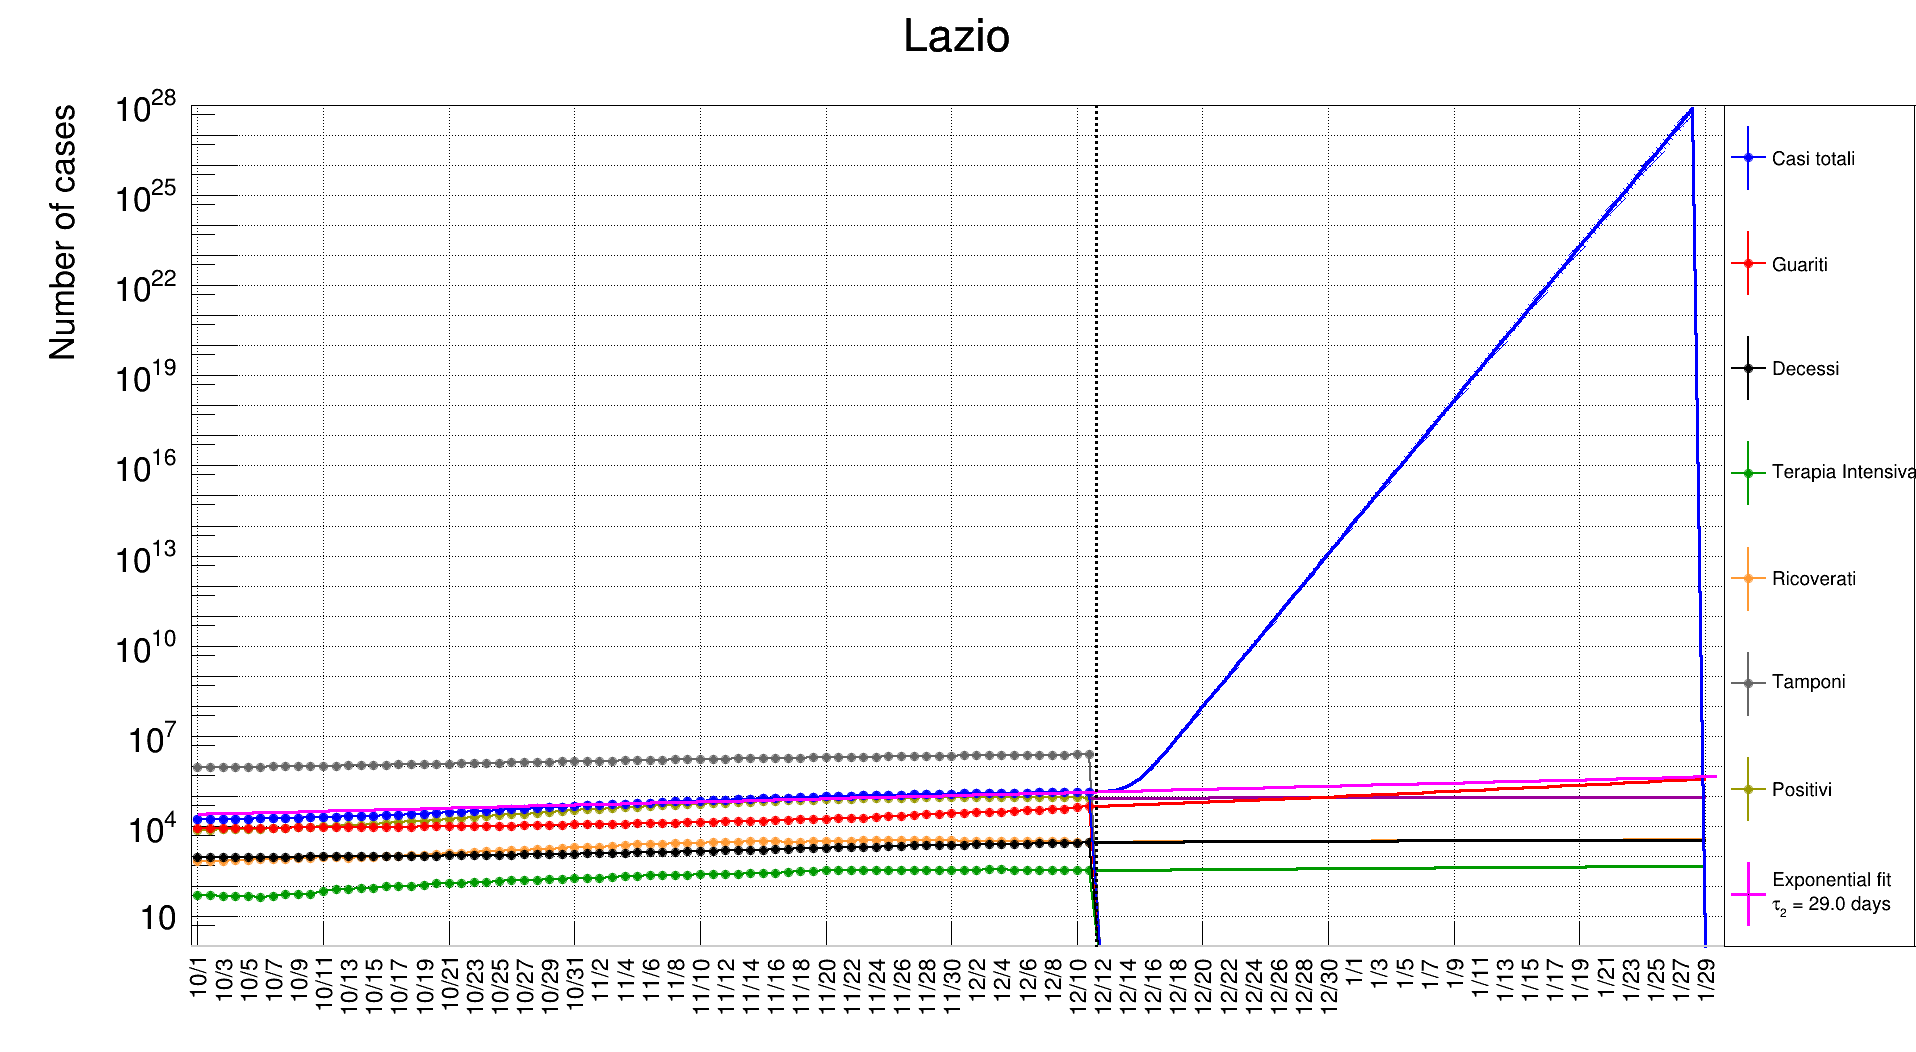 Lazio
Number of cases
10^28
10^25
10^22
10^19
10^16
10^13
10^10
10^7
10^4
10
10/1 10/3 10/5 10/7 10/9 10/11 10/13 10/15 10/17 10/19 10/21 10/23 10/25 10/27 10/29 10/31 11/2 11/4 11/6 11/8 11/10 11/12 11/14 11/16 11/18 11/20 11/22 11/24 11/26 11/28 11/30 12/2 12/4 12/6 12/8 12/10 12/12 12/14 12/16 12/18 12/20 12/22 12/24 12/26 12/28 12/30 1/1 1/3 1/5 1/7 1/9 1/11 1/13 1/15 1/17 1/19 1/21 1/23 1/25 1/27 1/29
Casi totali
Guariti
Decessi
Terapia Intensiva
Ricoverati
Tamponi
Positivi
Exponential fit
τ₂ = 29.0 days